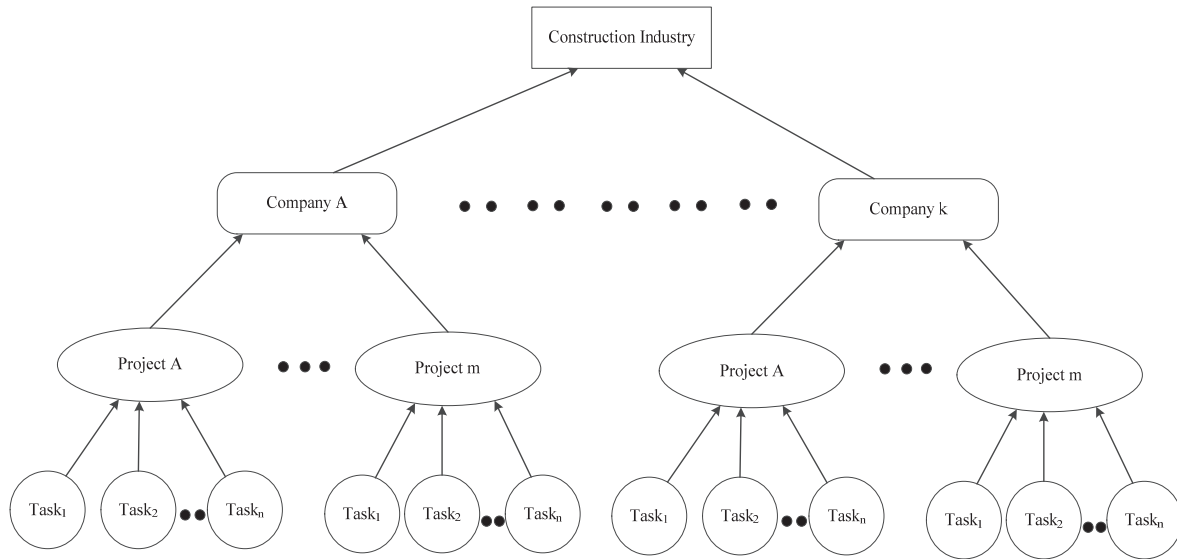 Construction Industry
Company A
Company k
Project A
Project m
Project A
Project m
Task₁
Task₂
Taskₙ
Task₁
Task₂
Taskₙ
Task₁
Task₂
Taskₙ
Task₁
Task₂
Taskₙ